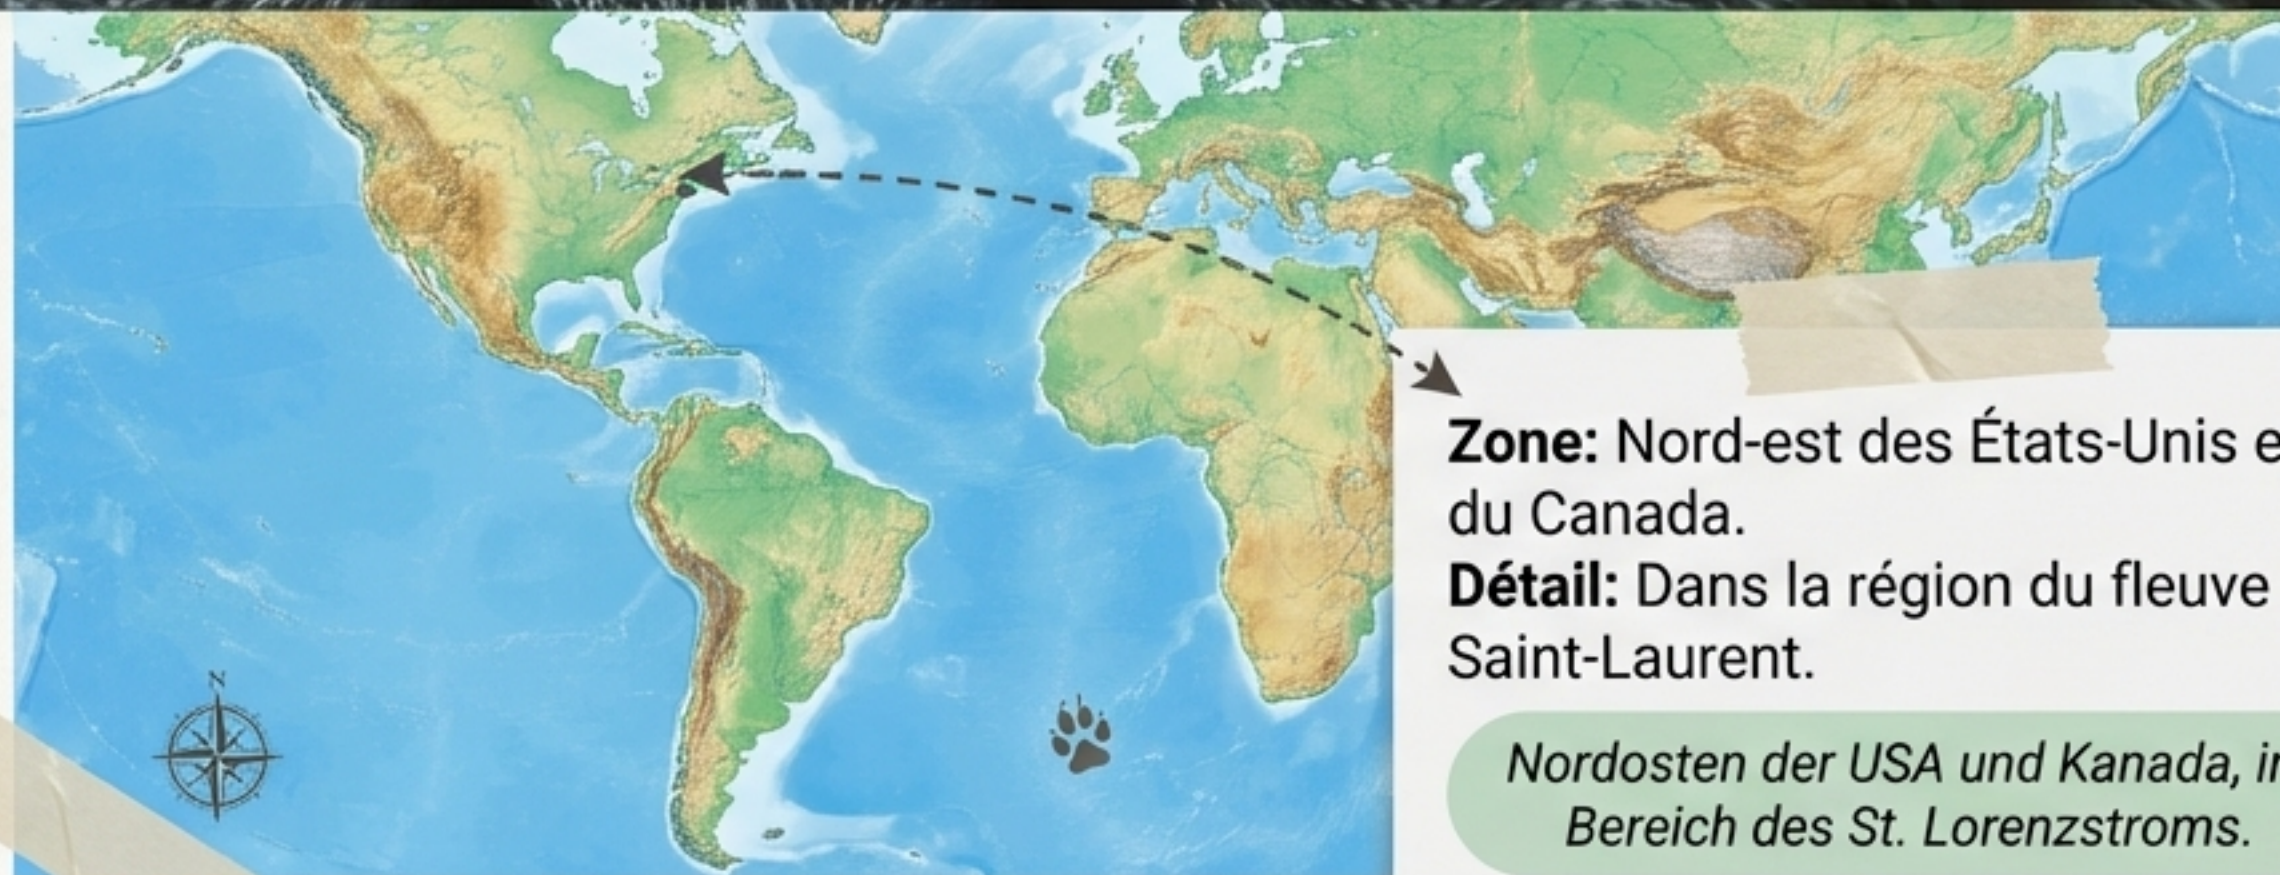 N
Zone: Nord-est des États-Unis e
du Canada.
Détail: Dans la région du fleuve
Saint-Laurent.
Nordosten der USA und Kanada, i
Bereich des St. Lorenzstroms.